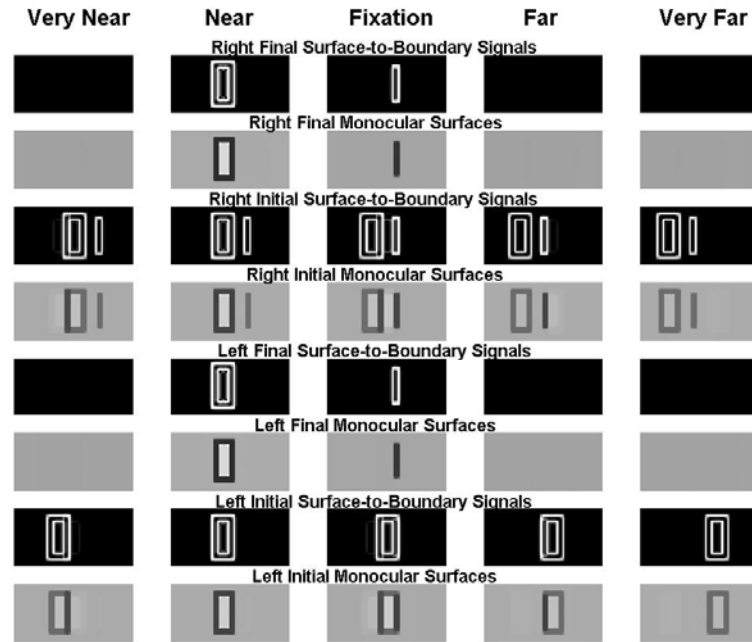 Very Near Near Fixation Far Very Far
Right Final Surface-to-Boundary Signals
Right Final Monocular Surfaces
Right Initial Surface-to-Boundary Signals
Right Initial Monocular Surfaces
Left Final Surface-to-Boundary Signals
Left Final Monocular Surfaces
Left Initial Surface-to-Boundary Signals
Left Initial Monocular Surfaces